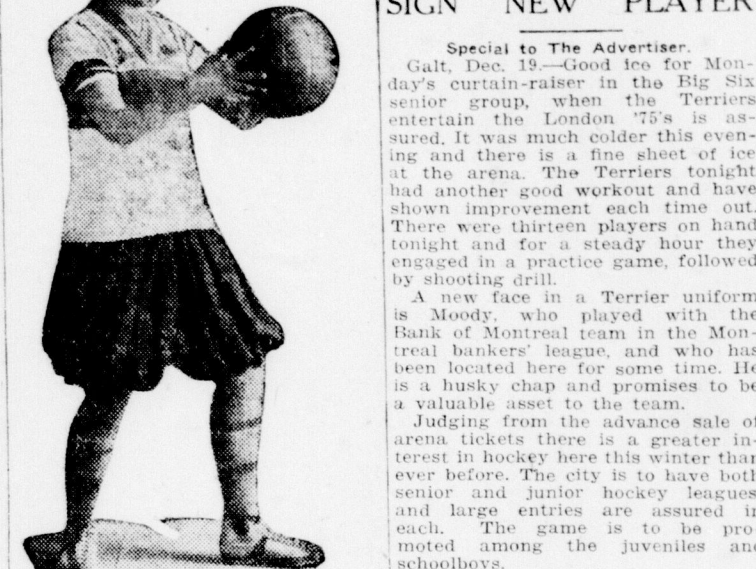 SIGN NEW PLAYER
Special to The Advertiser.
Galt, Dec. 19.—Good ice for Mon-
day's curtain-raiser in the Big Six
senior group, when the Terriers
entertain the London '75's is as-
sured. It was much colder this even-
ing and there is a fine sheet of ice
at the arena. The Terriers tonight
had another good workout and have
shown improvement each time out.
There were thirteen players on hand
tonight and for a steady hour they
engaged in a practice game, followed
by shooting drill.
A new face in a Terrier uniform
is Moody, who played with the
Bank of Montreal team in the Mon-
treal bankers' league, and who has
been located here for some time. He
is a husky chap and promises to be
a valuable asset to the team.
Judging from the advance sale of
arena tickets there is a greater in-
terest in hockey here this winter than
ever before. The city is to have both
senior and junior hockey leagues
and large entries are assured in
each. The game is to be pro-
moted among the juveniles and
schoolboys.